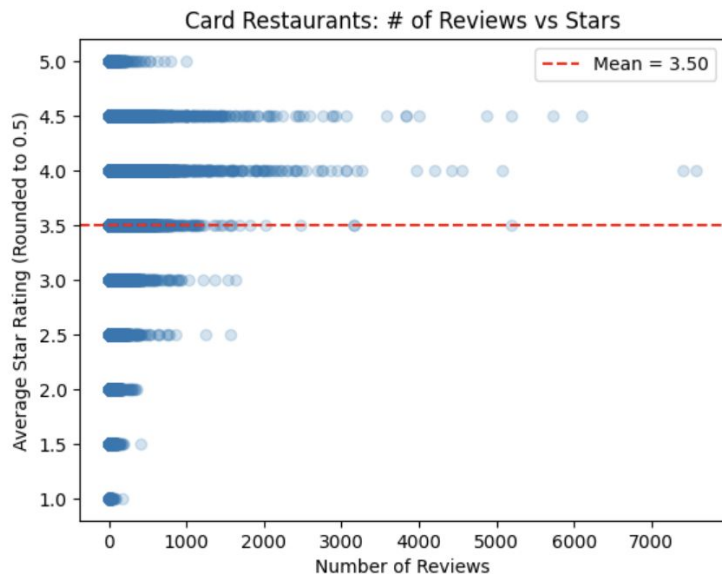 Card Restaurants: # of Reviews vs Stars
Mean = 3.50
Average Star Rating (Rounded to 0.5)
5.0
4.5
4.0
3.5
3.0
2.5
2.0
1.5
1.0
0 1000 2000 3000 4000 5000 6000 7000
Number of Reviews